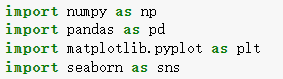 import numpy as np
import pandas as pd
import matplotlib.pyplot as plt
import seaborn as sns